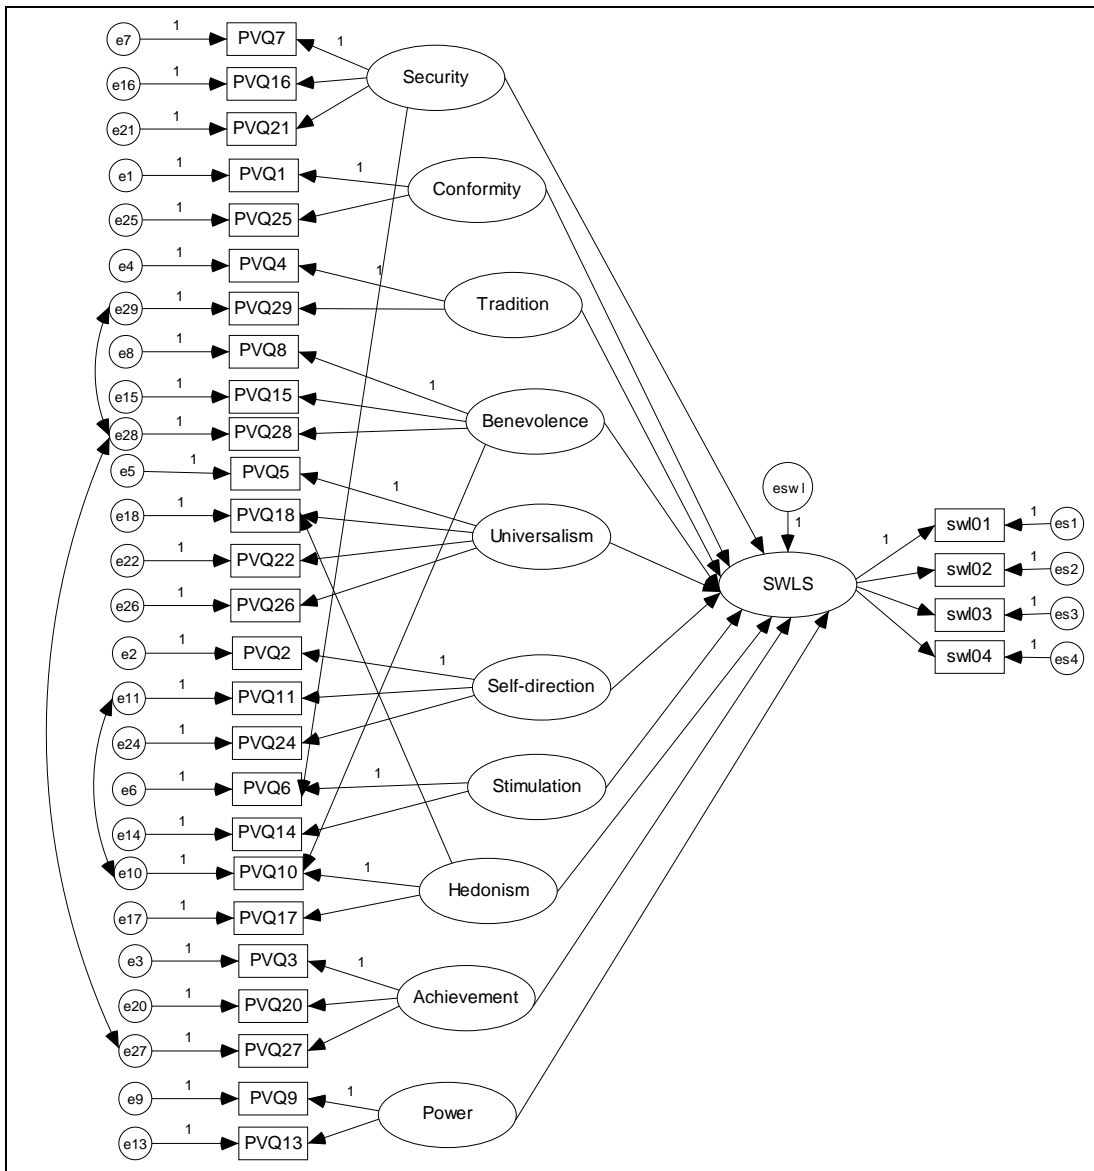 e7 1 PVQ7 1 Security
e16 1 PVQ16
e21 1 PVQ21
e1 1 PVQ1 1 Conformity
e25 1 PVQ25
e4 1 PVQ4 1
e29 1 PVQ29 Tradition
e8 1 PVQ8
e15 1 PVQ15 1 Benevolence
e28 1 PVQ28
e5 1 PVQ5 1
e18 1 PVQ18 Universalism
e22 1 PVQ22
e26 1 PVQ26
e2 1 PVQ2 1
e11 1 PVQ11 Self-direction
e24 1 PVQ24
e6 1 PVQ6 1 Stimulation
e14 1 PVQ14
e10 1 PVQ10 1 Hedonism
e17 1 PVQ17
e3 1 PVQ3 1
e20 1 PVQ20 Achievement
e27 1 PVQ27
e9 1 PVQ9 1 Power
e13 1 PVQ13
esw l
1
SWLS
1 swl01 1 es1
swl02 1 es2
swl03 1 es3
swl04 1 es4